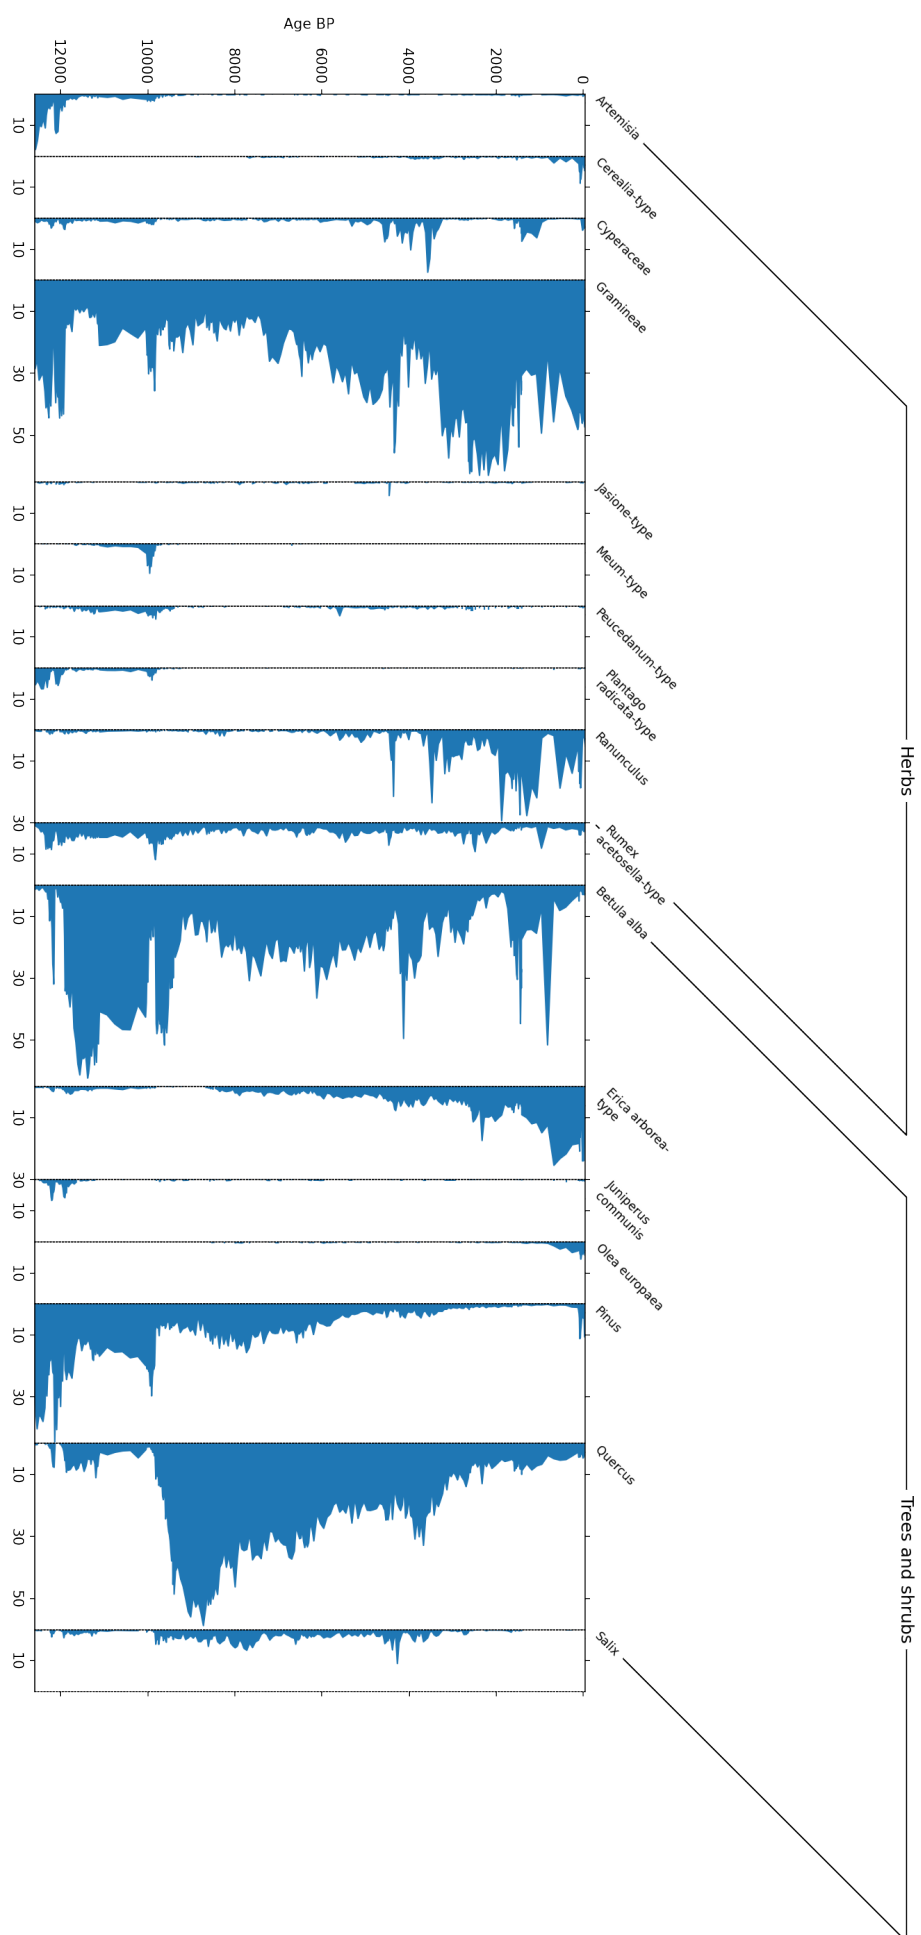 Herbs
Trees and shrubs
Artemisia
Cerealia-type
Cyperaceae
Gramineae
Jasione-type
Meum-type
Peucedanum-type
Plantago
radicata-type
Ranunculus
Rumex
acetosella-type
Betula alba
Erica arborea-
type
Juniperus
communis
Olea europaea
Pinus
Quercus
Salix
Age BP
0
2000
4000
6000
8000
10000
12000
10
10
10
10
30
50
10
10
10
10
10
30
10
10
30
50
10
30
10
10
10
30
10
30
50
10